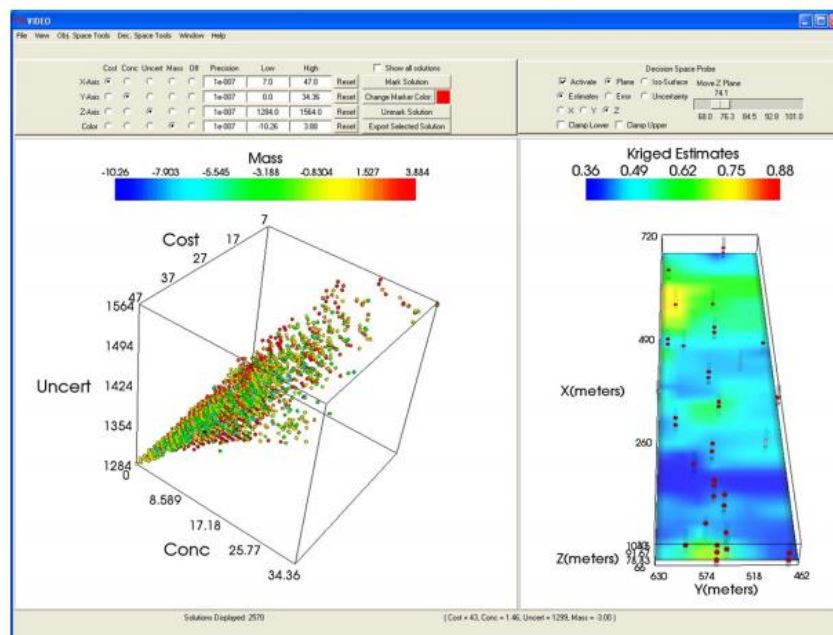 VIDEO
File View Obj. Space Tools Dec. Space Tools Window Help
Cost Conc Uncert Mass Off Precision Low High
X-Axis 1e-007 7.0 47.0 Reset
Y-Axis 1e-007 0.0 34.36 Reset
Z-Axis 1e-007 1284.0 1564.0 Reset
Color 1e-007 -10.26 3.88 Reset
Show all solutions
Mark Solution
Change Marker Color
Unmark Solution
Export Selected Solution
Decision Space Probe
Activate Plane Iso-Surface
Estimates Error Uncertainty
X Y Z
Clamp Lower Clamp Upper
Move Z Plane
74.1
68.0 76.3 84.5 92.8 101.0
Mass
-10.26 -7.903 -5.545 -3.188 -0.8304 1.527 3.884
Cost
7
17
27
37
47
Uncert
1564
1494
1424
1354
1284
0
8.589
17.18
25.77
34.36
Conc
Kriged Estimates
0.36 0.49 0.62 0.75 0.88
720
490
X(meters)
260
Z(meters)
66
630 574 518 462
Y(meters)
Solutions Displayed: 2570
( Cost = 43, Conc = 1.46, Uncert = 1299, Mass = -3.00 )